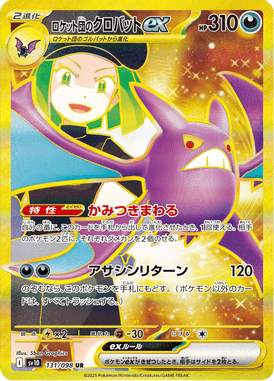 2進化
ロケット団のクロバットex
HP 310
ロケット団のゴルバットから進化
特性 かみつきまわる
自分の番に、このカードを手札から出して進化させたとき、1回使える。相手
のポケモン2匹に、それぞれダメカンを2個のせる。
アサシンリターン 120
のぞむなら、このポケモンを手札にもどす。(ポケモン以外のカー
ドは、すべてトラッシュする。)
×2
-30
exルール
ポケモンexがきぜつしたとき、相手はサイドを2枚とる。
Illus. 5ban Graphics
sv10 131/098 UR
©2025 Pokémon/Nintendo/Creatures/GAME FREAK.